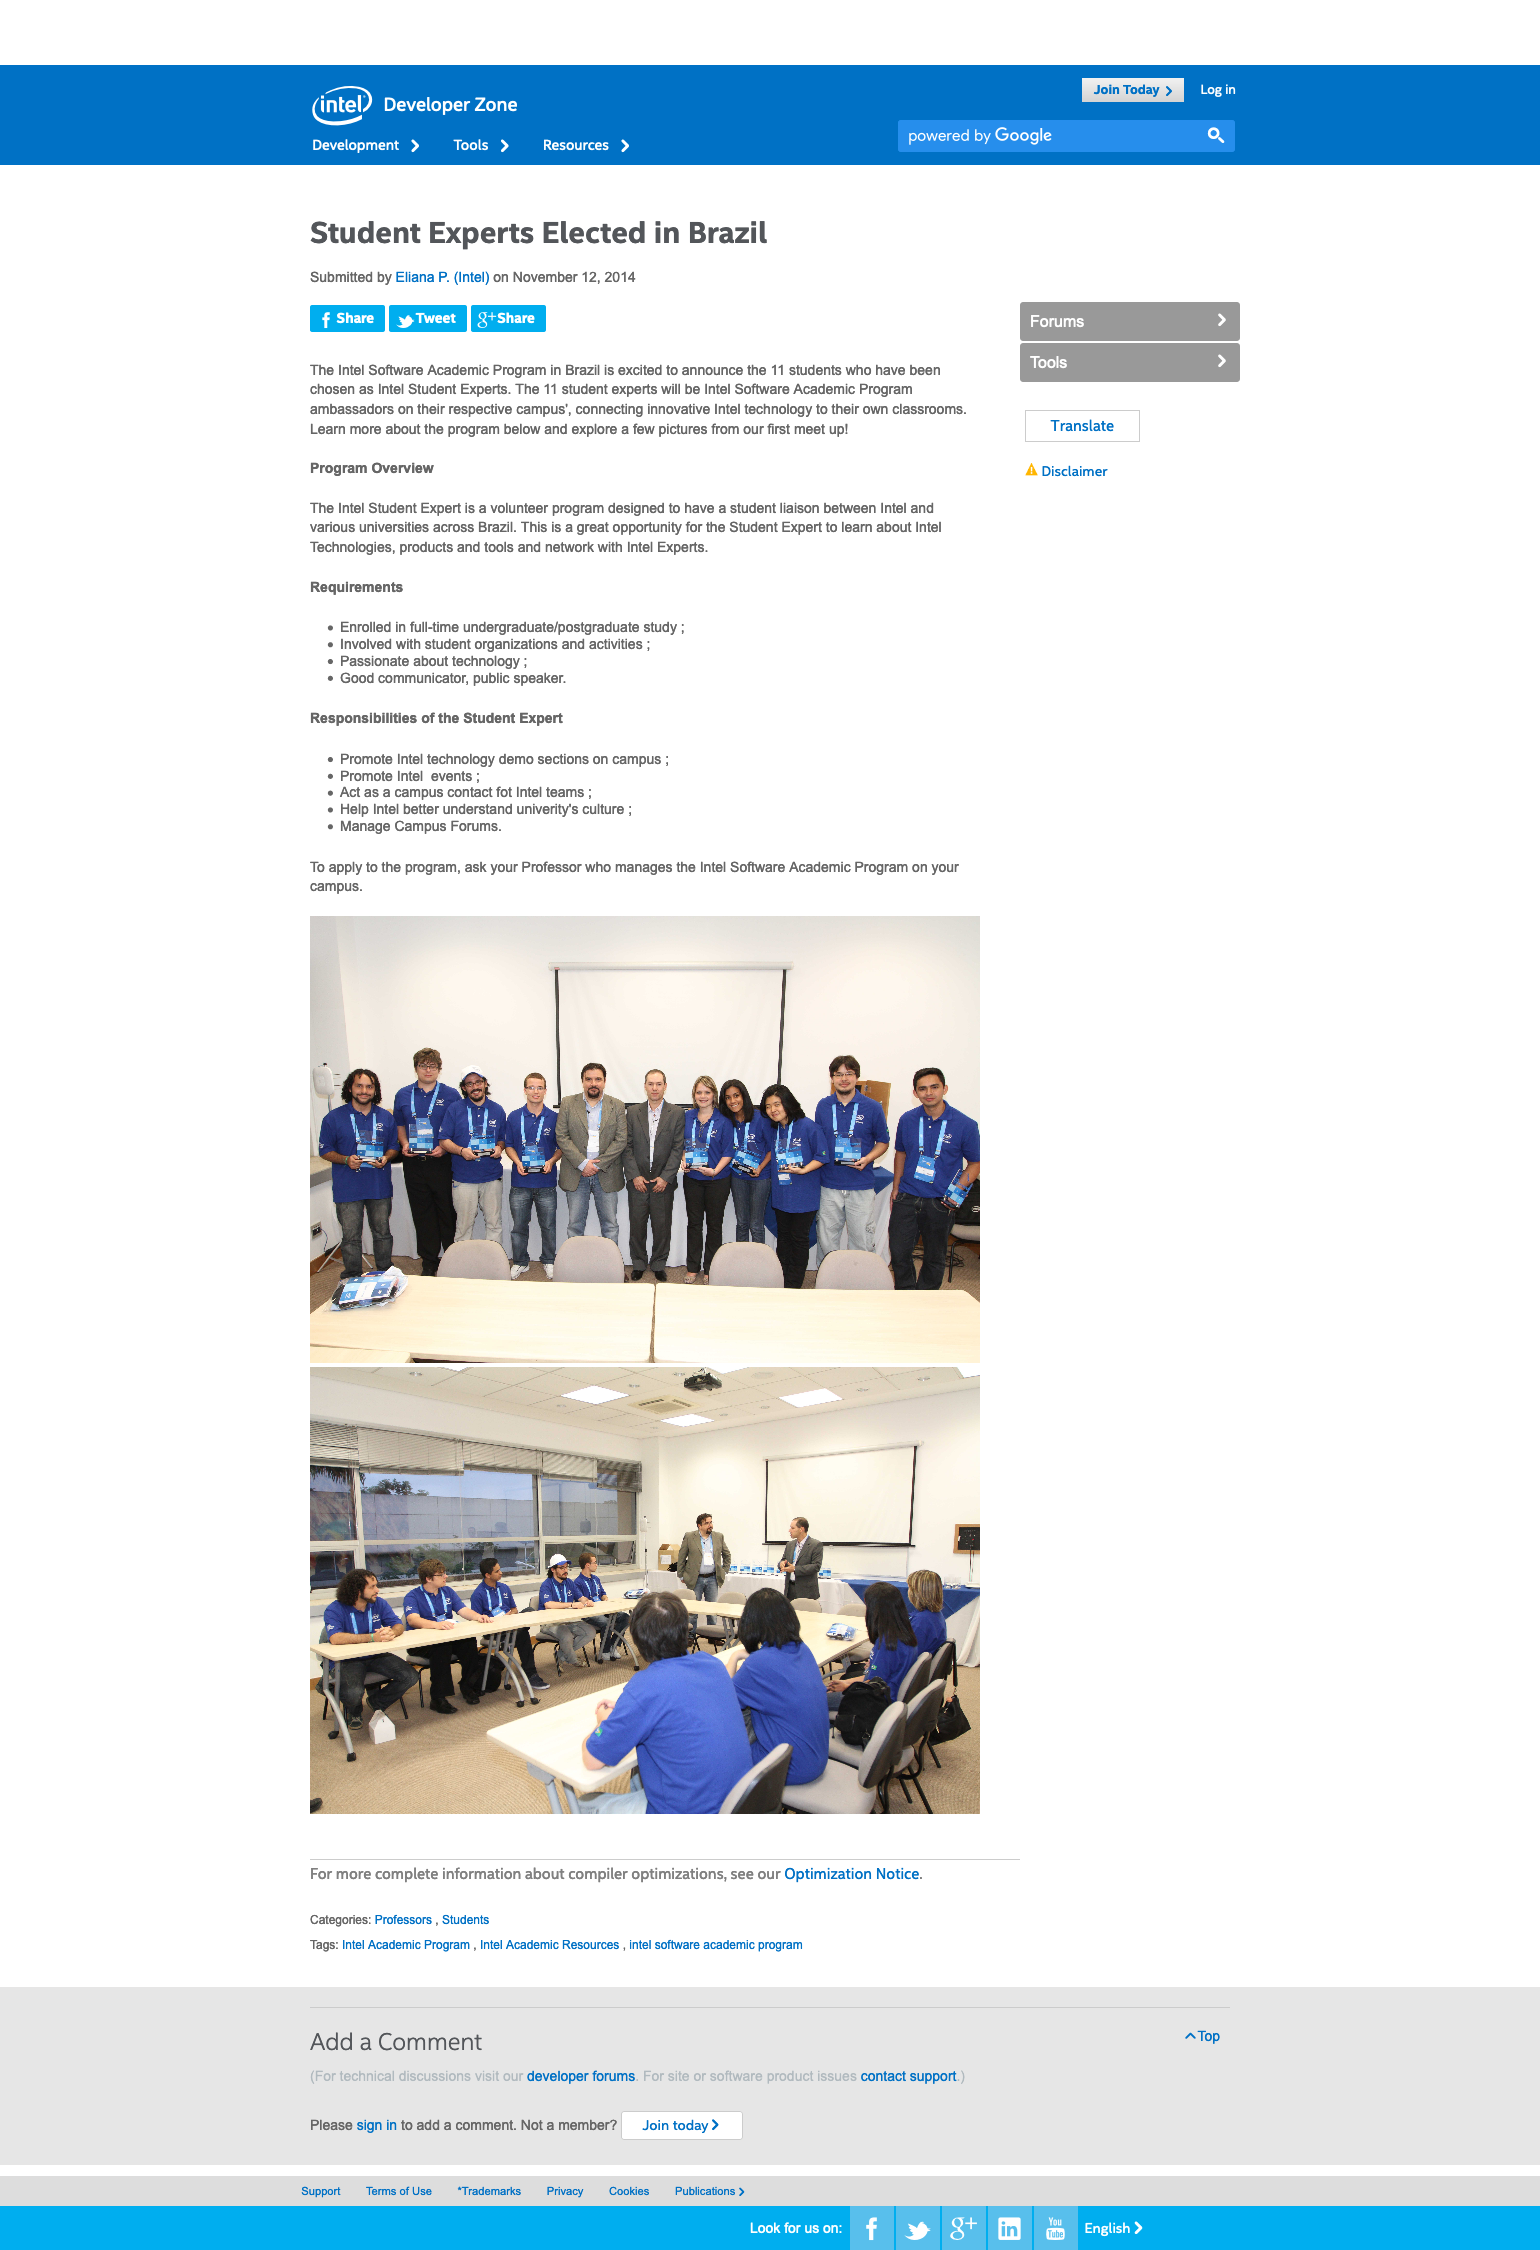 Join Today
Log in
intel Developer Zone
powered by Google
Development
Tools
Resources
Student Experts Elected in Brazil
Submitted by Eliana P. (Intel) on November 12, 2014
Share
Tweet
g+Share
Forums
Tools
Translate
Disclaimer
The Intel Software Academic Program in Brazil is excited to announce the 11 students who have been
chosen as Intel Student Experts. The 11 student experts will be Intel Software Academic Program
ambassadors on their respective campus', connecting innovative Intel technology to their own classrooms.
Learn more about the program below and explore a few pictures from our first meet up!
Program Overview
The Intel Student Expert is a volunteer program designed to have a student liaison between Intel and
various universities across Brazil. This is a great opportunity for the Student Expert to learn about Intel
Technologies, products and tools and network with Intel Experts.
Requirements
• Enrolled in full-time undergraduate/postgraduate study ;
• Involved with student organizations and activities ;
• Passionate about technology ;
• Good communicator, public speaker.
Responsibilities of the Student Expert
• Promote Intel technology demo sections on campus ;
• Promote Intel  events ;
• Act as a campus contact fot Intel teams ;
• Help Intel better understand univerity's culture ;
• Manage Campus Forums.
To apply to the program, ask your Professor who manages the Intel Software Academic Program on your
campus.
For more complete information about compiler optimizations, see our Optimization Notice.
Categories: Professors , Students
Tags: Intel Academic Program , Intel Academic Resources , intel software academic program
Add a Comment
Top
(For technical discussions visit our developer forums. For site or software product issues contact support.)
Please sign in to add a comment. Not a member? Join today
Support
Terms of Use
*Trademarks
Privacy
Cookies
Publications
Look for us on:
f
g+
in
You
Tube
English